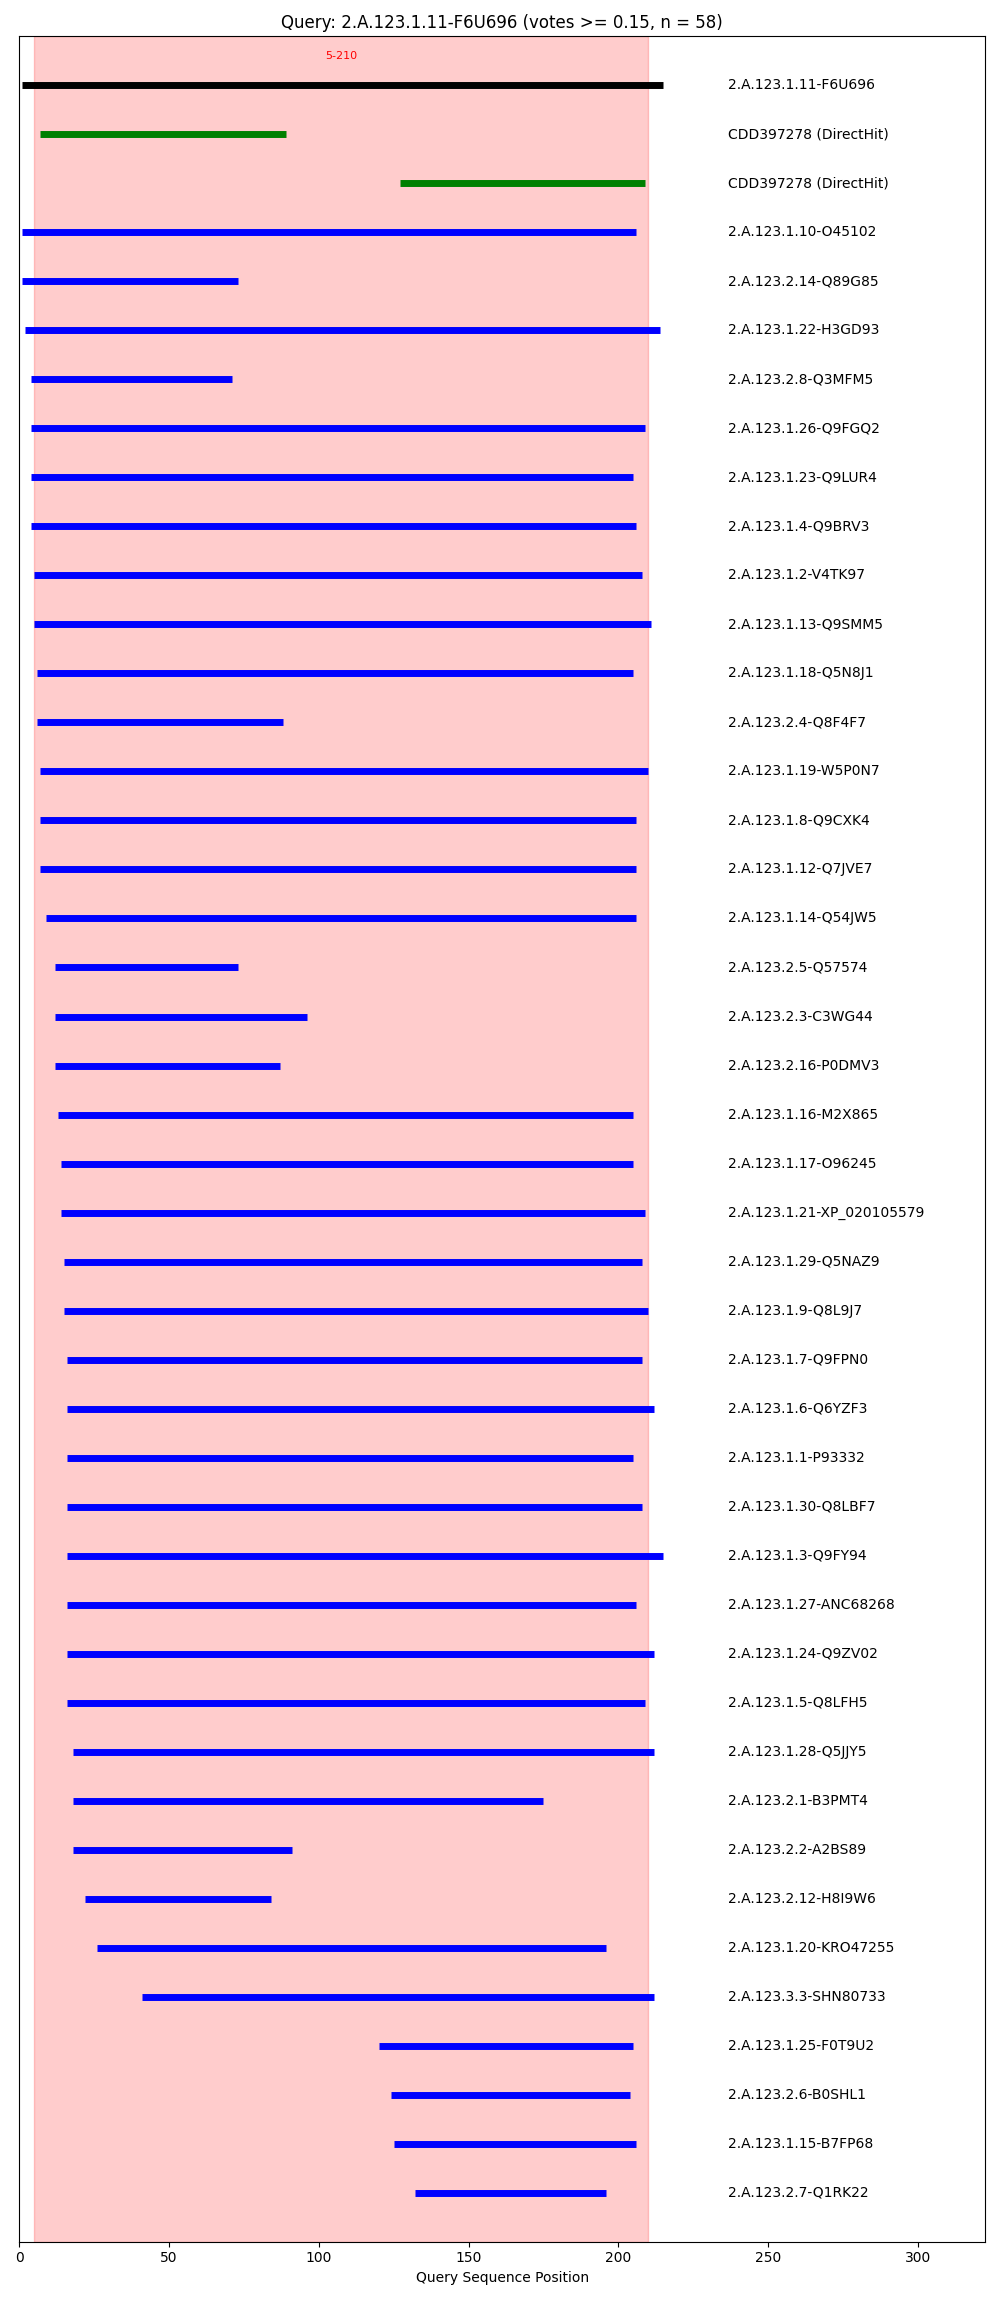 Query: 2.A.123.1.11-F6U696 (votes >= 0.15, n = 58)
5-210
2.A.123.1.11-F6U696
CDD397278 (DirectHit)
CDD397278 (DirectHit)
2.A.123.1.10-O45102
2.A.123.2.14-Q89G85
2.A.123.1.22-H3GD93
2.A.123.2.8-Q3MFM5
2.A.123.1.26-Q9FGQ2
2.A.123.1.23-Q9LUR4
2.A.123.1.4-Q9BRV3
2.A.123.1.2-V4TK97
2.A.123.1.13-Q9SMM5
2.A.123.1.18-Q5N8J1
2.A.123.2.4-Q8F4F7
2.A.123.1.19-W5P0N7
2.A.123.1.8-Q9CXK4
2.A.123.1.12-Q7JVE7
2.A.123.1.14-Q54JW5
2.A.123.2.5-Q57574
2.A.123.2.3-C3WG44
2.A.123.2.16-P0DMV3
2.A.123.1.16-M2X865
2.A.123.1.17-O96245
2.A.123.1.21-XP_020105579
2.A.123.1.29-Q5NAZ9
2.A.123.1.9-Q8L9J7
2.A.123.1.7-Q9FPN0
2.A.123.1.6-Q6YZF3
2.A.123.1.1-P93332
2.A.123.1.30-Q8LBF7
2.A.123.1.3-Q9FY94
2.A.123.1.27-ANC68268
2.A.123.1.24-Q9ZV02
2.A.123.1.5-Q8LFH5
2.A.123.1.28-Q5JJY5
2.A.123.2.1-B3PMT4
2.A.123.2.2-A2BS89
2.A.123.2.12-H8I9W6
2.A.123.1.20-KRO47255
2.A.123.3.3-SHN80733
2.A.123.1.25-F0T9U2
2.A.123.2.6-B0SHL1
2.A.123.1.15-B7FP68
2.A.123.2.7-Q1RK22
0 50 100 150 200 250 300
Query Sequence Position